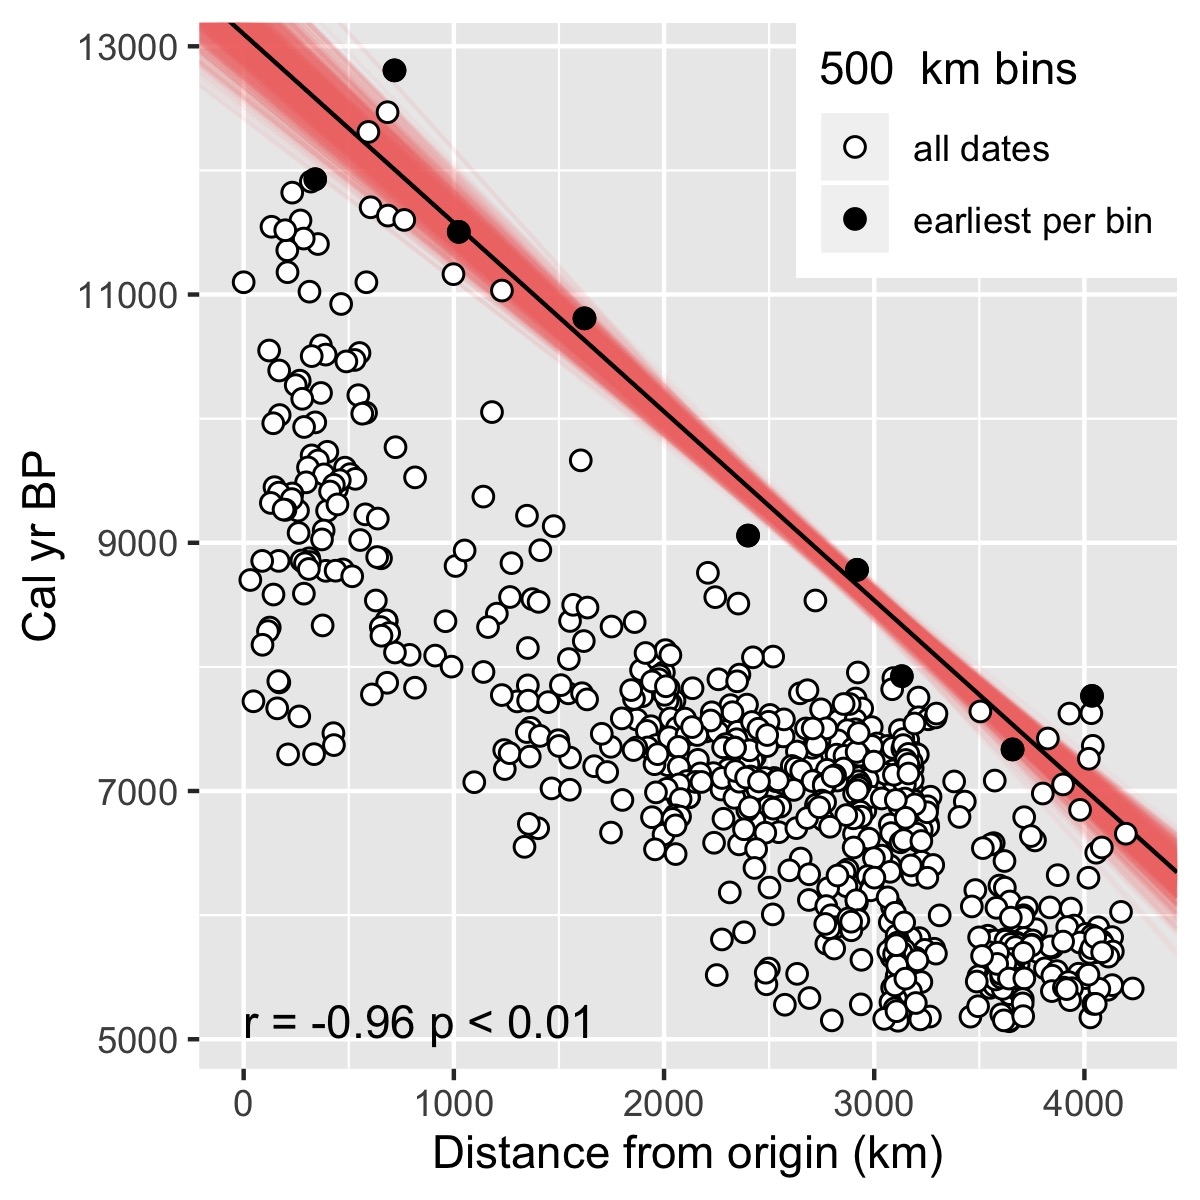 500 km bins
all dates
earliest per bin
13000
11000
9000
7000
5000
Cal yr BP
r = -0.96 p < 0.01
0 1000 2000 3000 4000
Distance from origin (km)